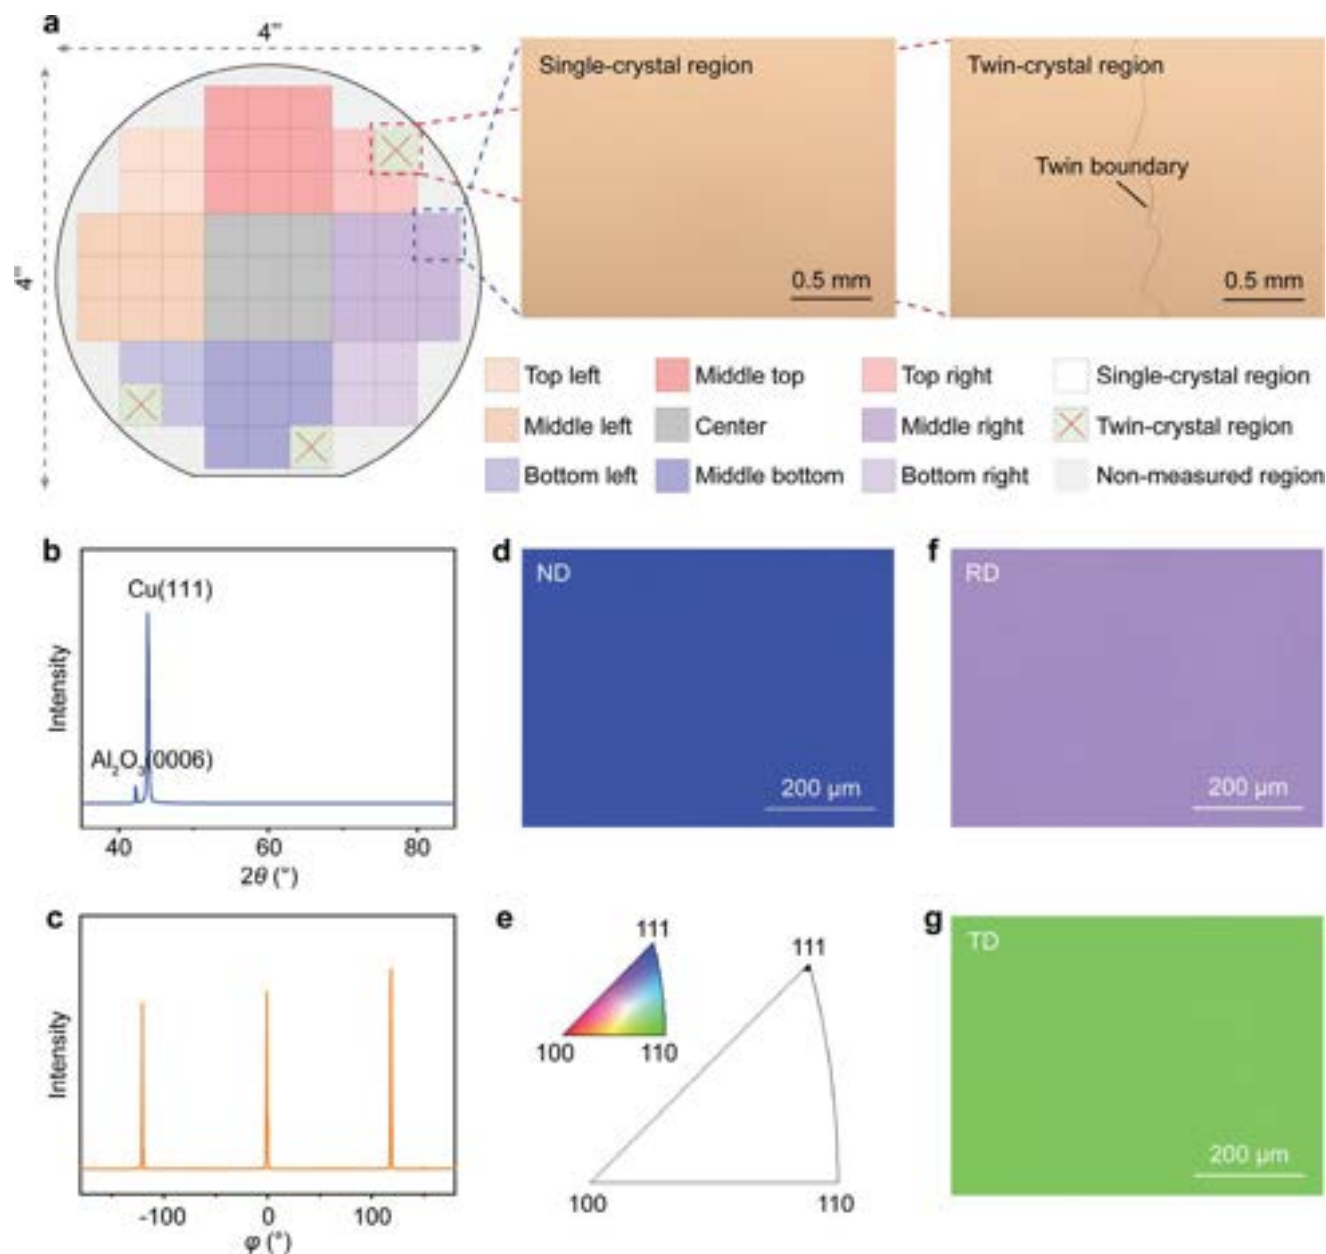 a
4"
4"
Single-crystal region
0.5 mm
Twin-crystal region
Twin boundary
0.5 mm
Top left
Middle top
Top right
Single-crystal region
Middle left
Center
Middle right
Twin-crystal region
Bottom left
Middle bottom
Bottom right
Non-measured region
b
Cu(111)
Al₂O₃(0006)
Intensity
40 60 80
2θ (°)
d
ND
200 μm
f
RD
200 μm
c
Intensity
-100 0 100
φ (°)
e
111
100
110
111
100
110
g
TD
200 μm